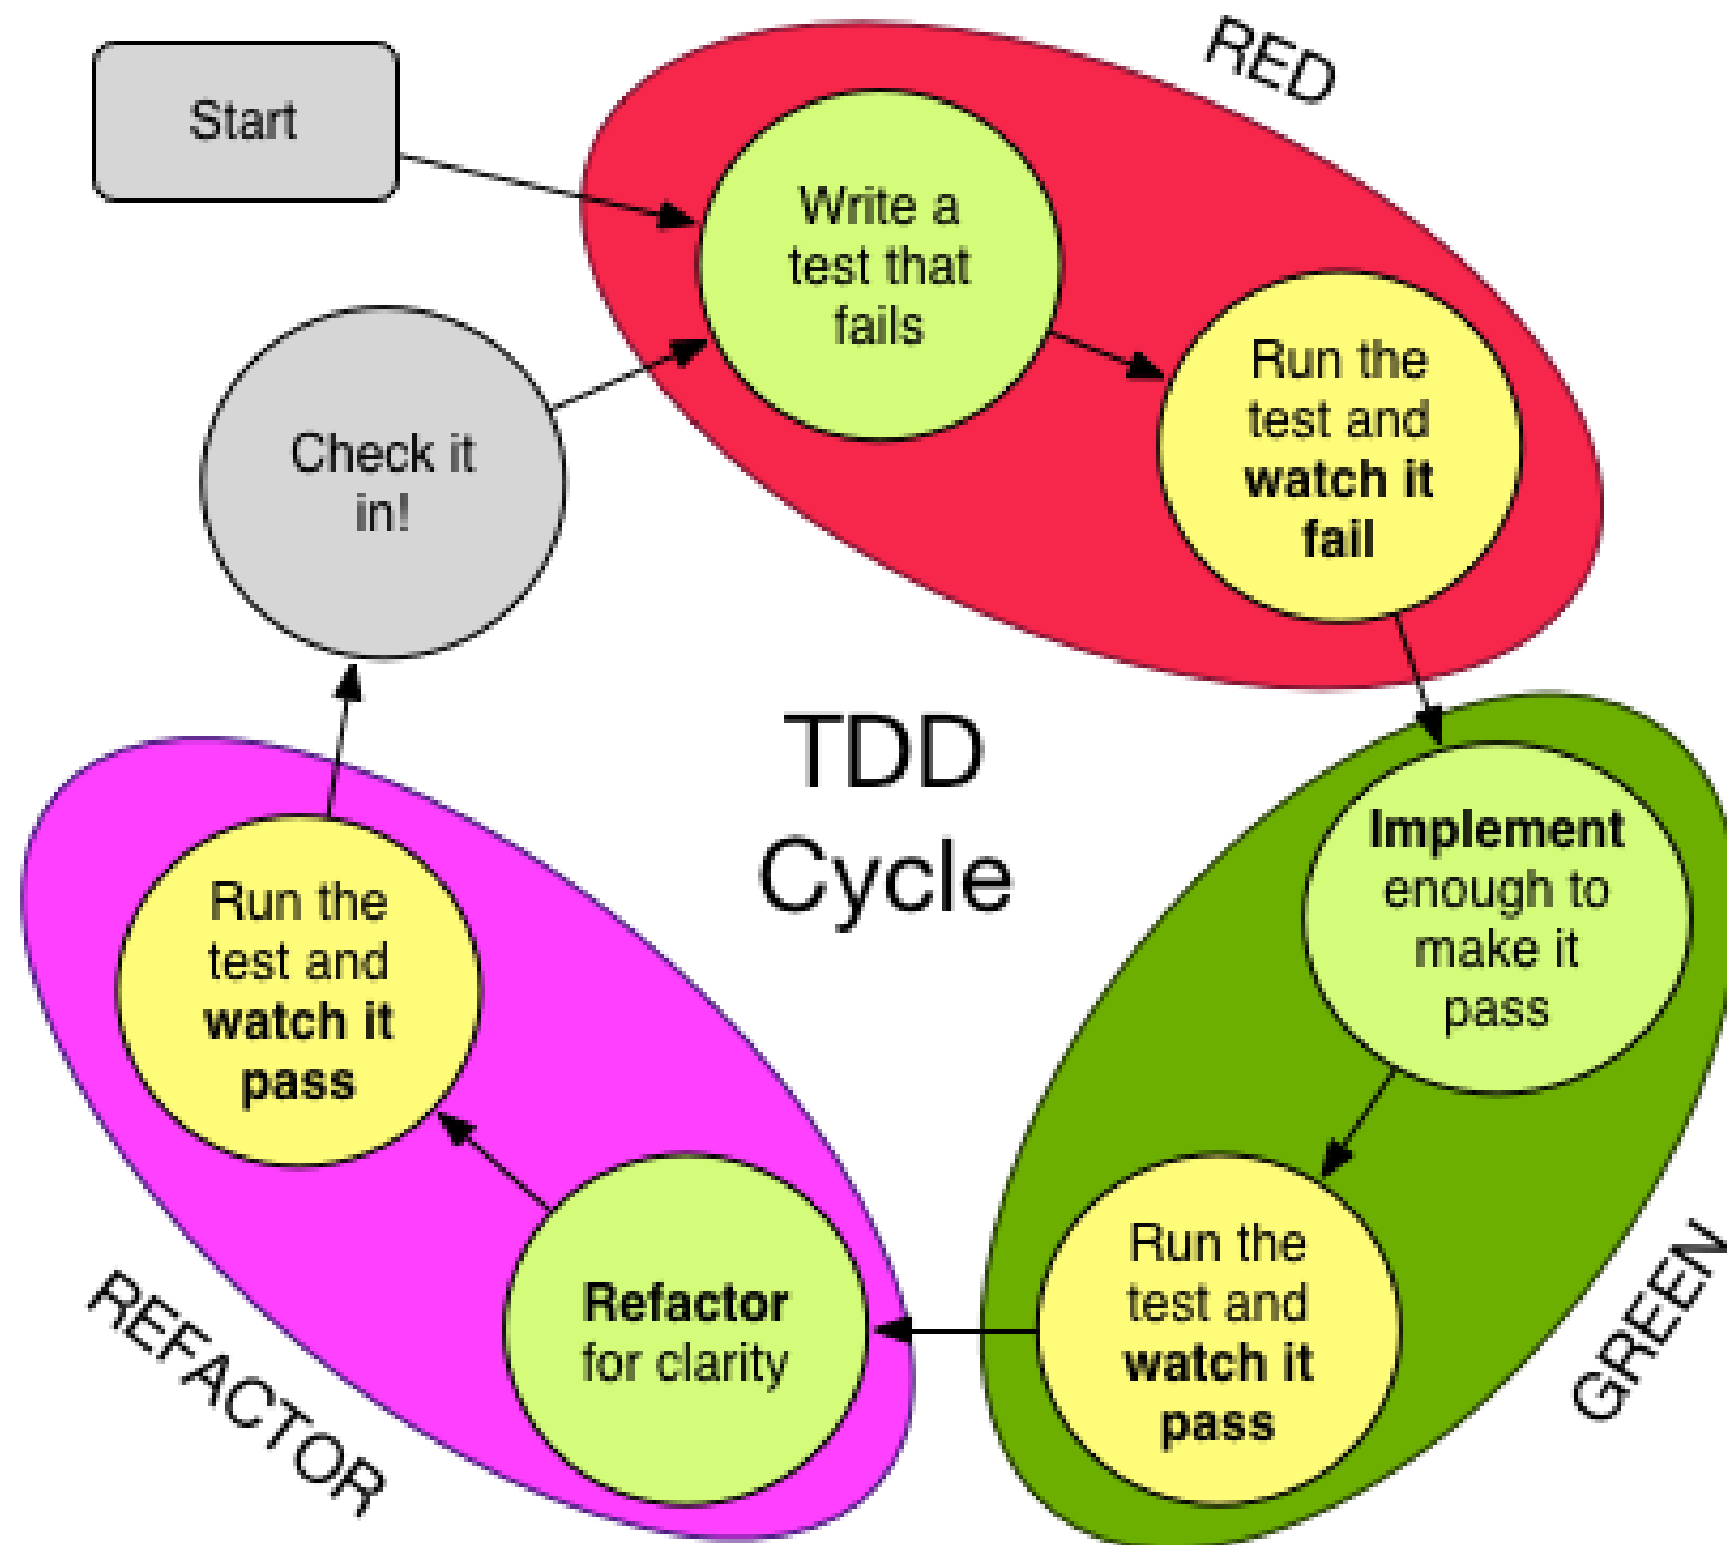 Start
RED
Write a
test that
fails
Run the
test and
watch it
fail
Check it
in!
TDD
Cycle
Implement
enough to
make it
pass
Run the
test and
watch it
pass
GREEN
Refactor
for clarity
Run the
test and
watch it
pass
REFACTOR